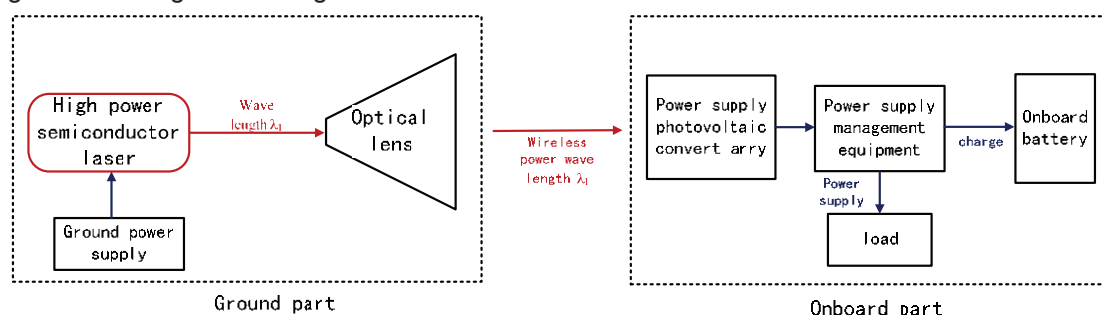 High power
semiconductor
laser
Wave
length λ₁
Optical
lens
Ground power
supply
Ground part
Wireless
power wave
length λ₁
Power supply
photovoltaic
convert arry
Power supply
management
equipment
charge
Onboard
battery
Power
supply
load
Onboard part